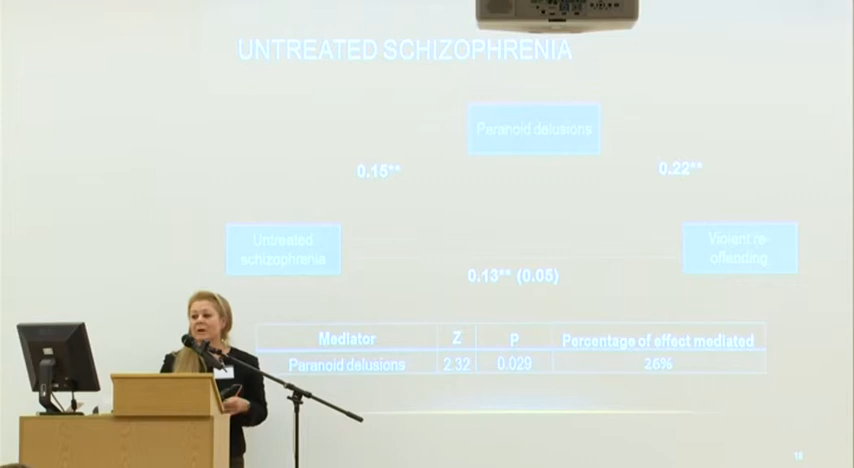 UNTREATED SCHIZOPHRENIA
Paranoid delusions
0.15** 0.22**
Untreated
schizophrenia
Violent re-
offending
0.13** (0.05)
Mediator Z P Percentage of effect mediated
Paranoid delusions 2.32 0.029 26%
18